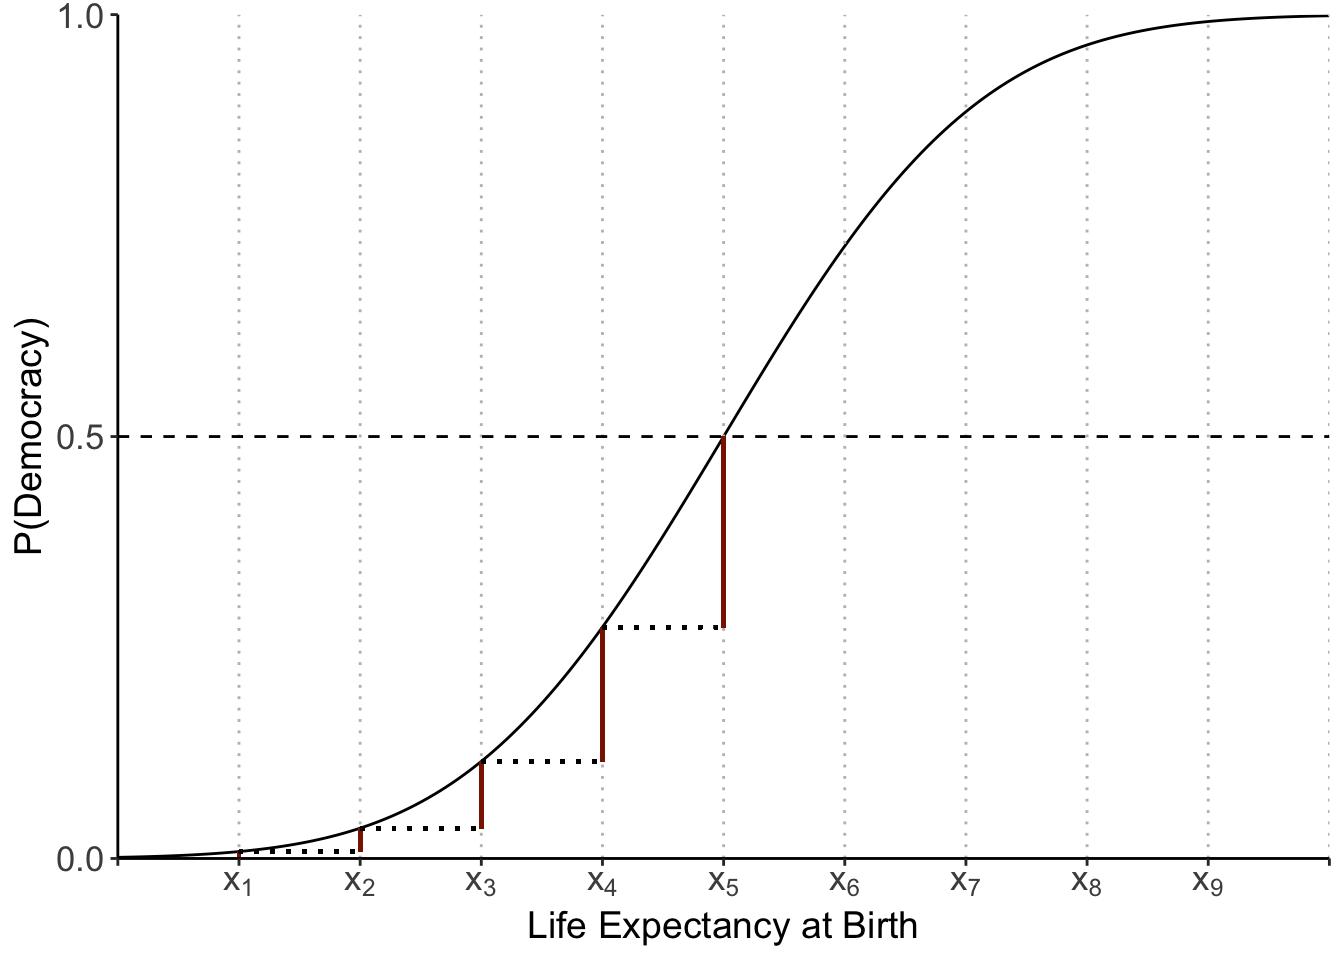 1.0
0.5
0.0
P(Democracy)
x₁ x₂ x₃ x₄ x₅ x₆ x₇ x₈ x₉
Life Expectancy at Birth